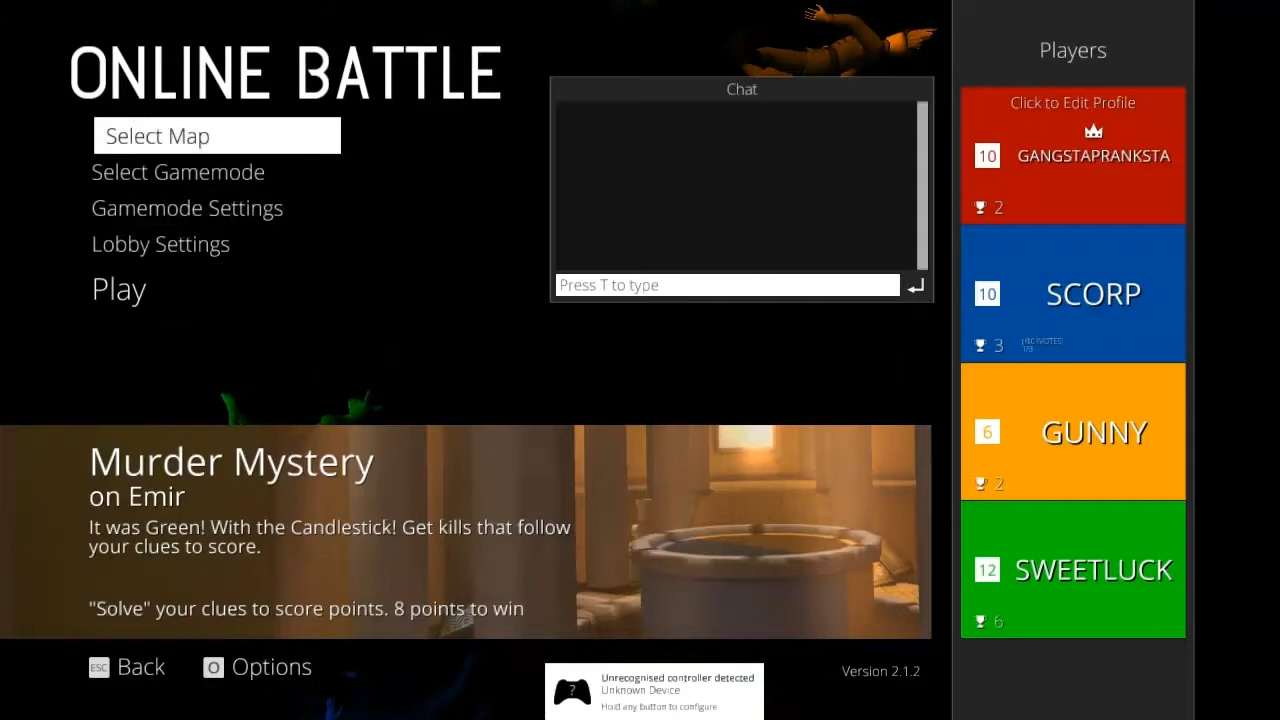 ONLINE BATTLE
Select Map
Select Gamemode
Gamemode Settings
Lobby Settings
Play
Chat
Press T to type
Players
Click to Edit Profile
10 GANGSTAPRANKSTA
2
10 SCORP
3
1/3
6 GUNNY
2
12 SWEETLUCK
6
Murder Mystery
on Emir
It was Green! With the Candlestick! Get kills that follow
your clues to score.
"Solve" your clues to score points. 8 points to win
ESC Back O Options
Unrecognised controller detected
Unknown Device
Hold any button to configure
?
Version 2.1.2